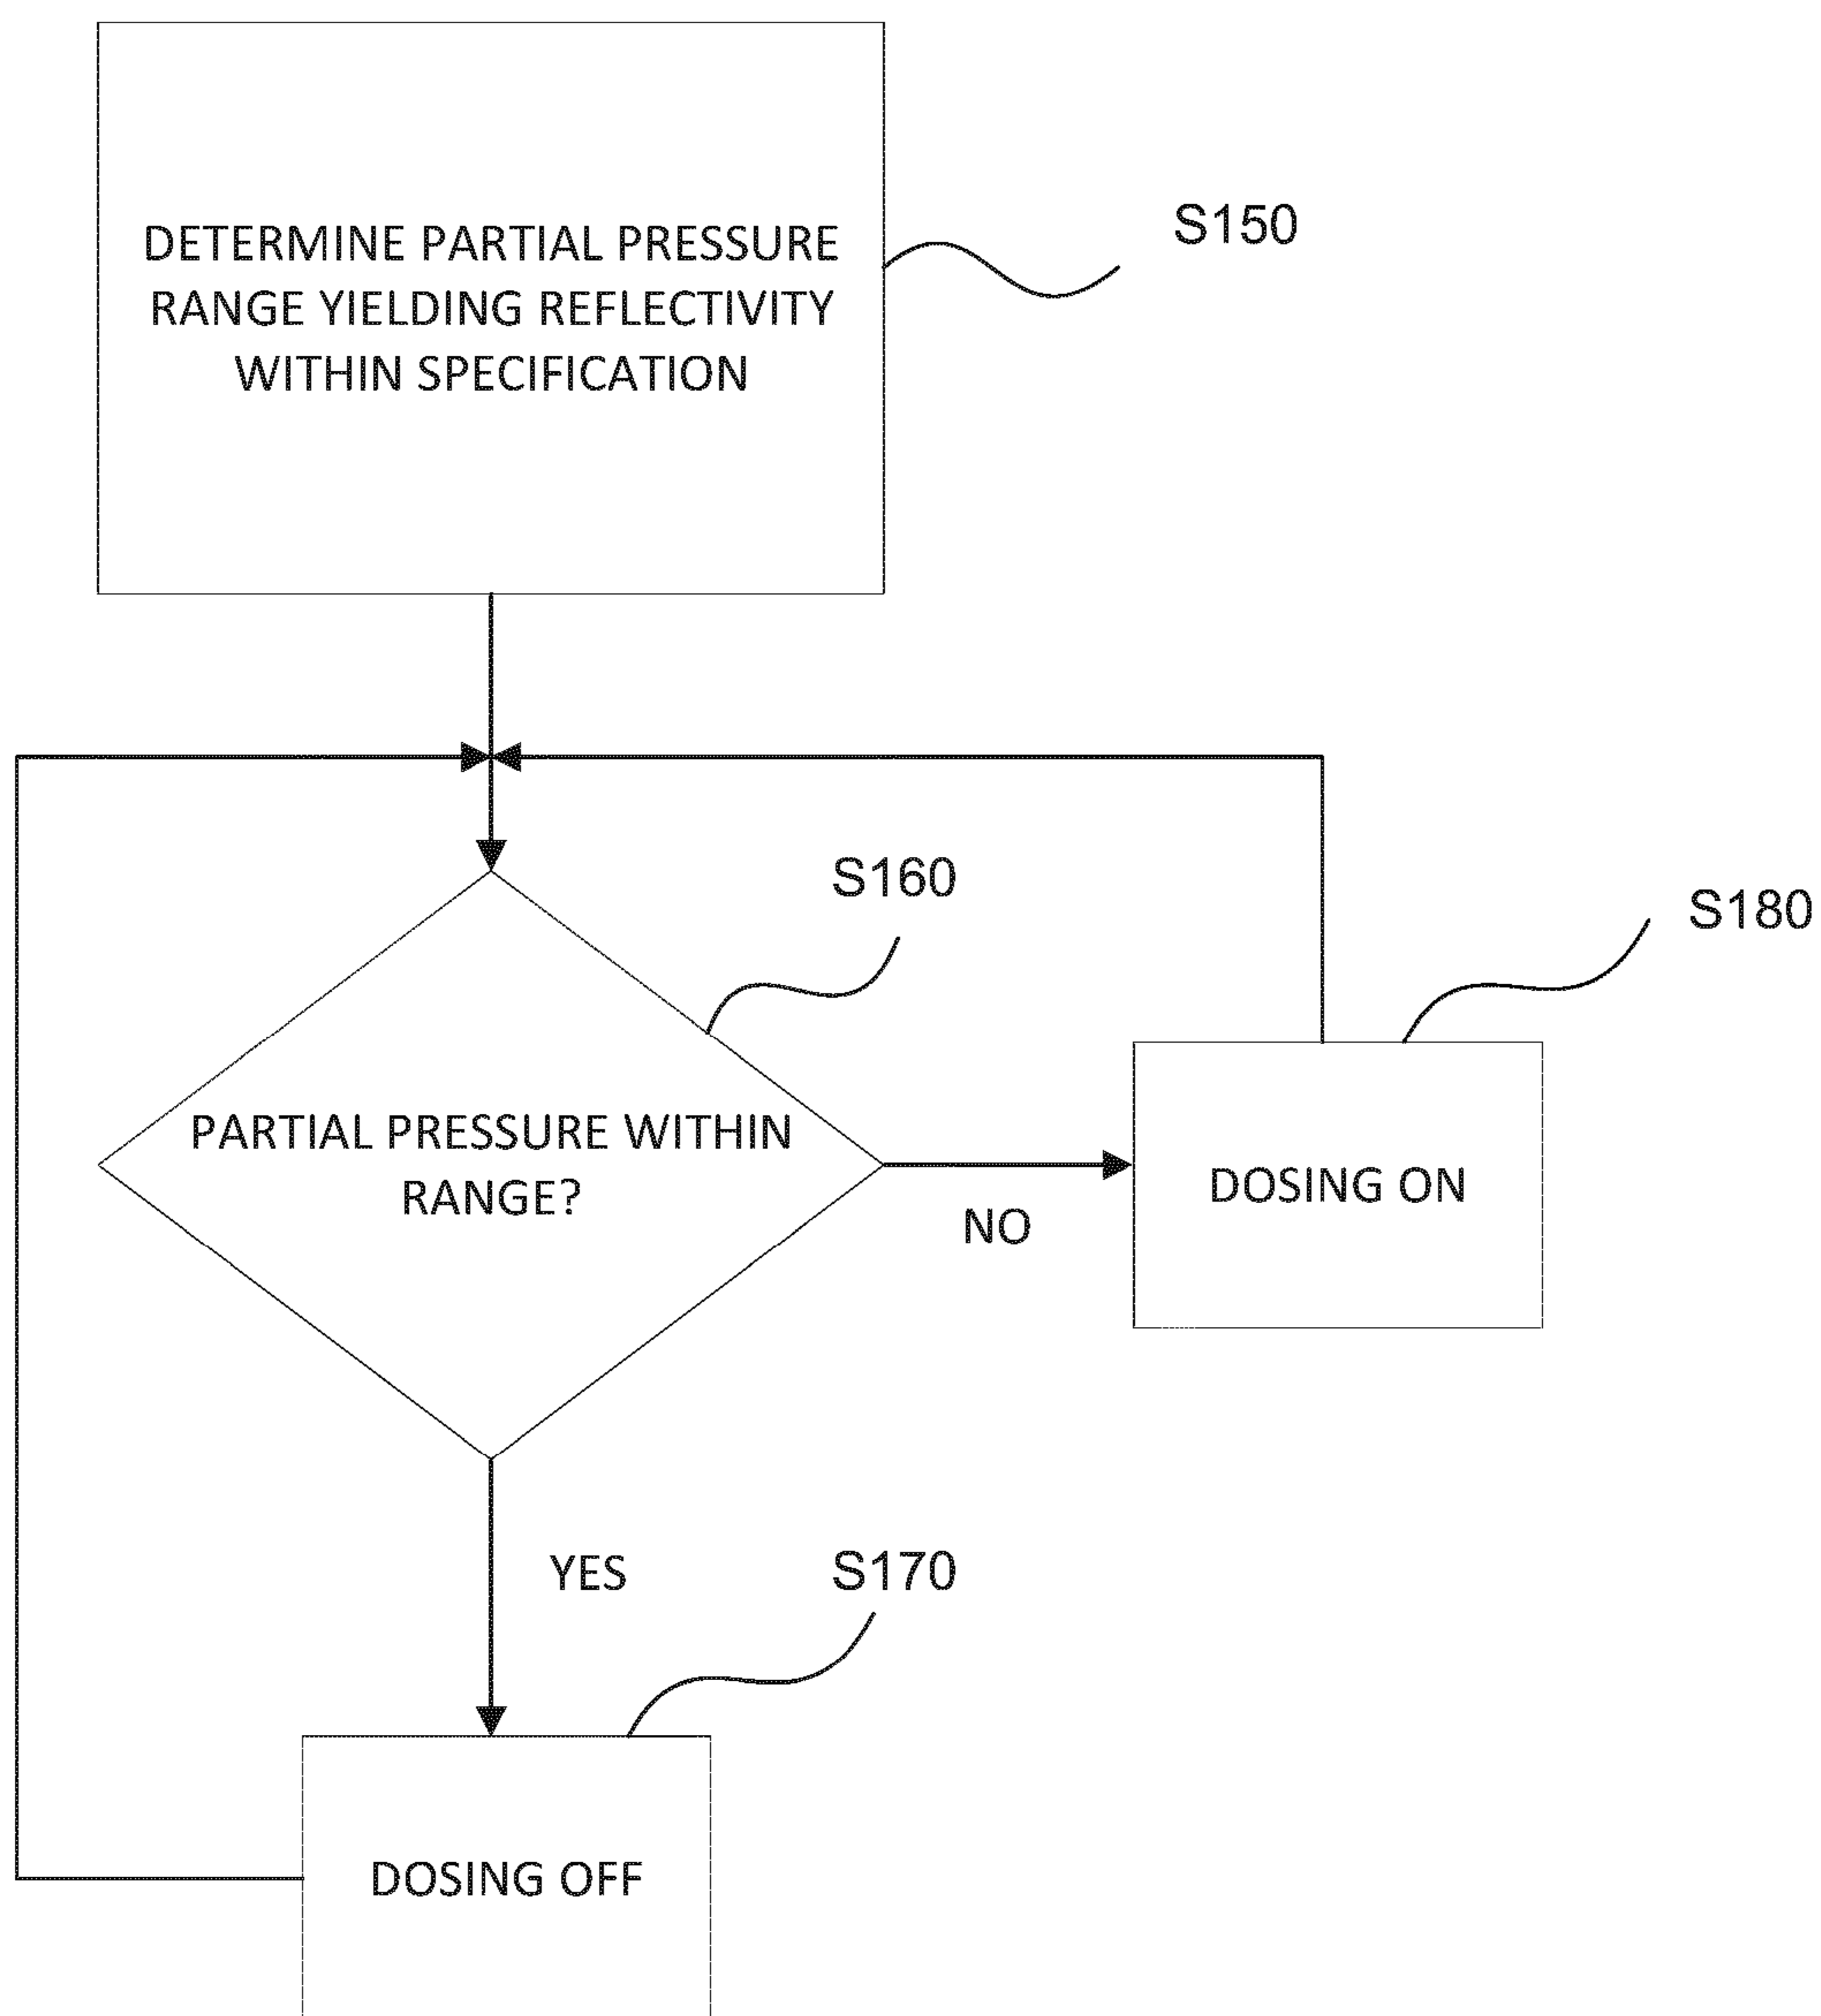 DETERMINE PARTIAL PRESSURE
RANGE YIELDING REFLECTIVITY
WITHIN SPECIFICATION
S150
S160
S180
PARTIAL PRESSURE WITHIN
RANGE?
NO
DOSING ON
YES
S170
DOSING OFF